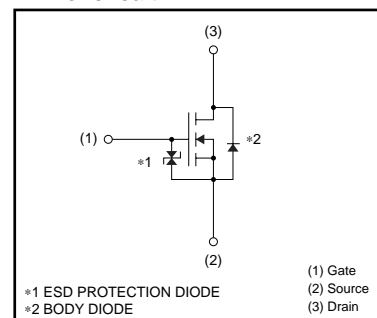 (3)
(1)
∗1
∗2
(2)
∗1 ESD PROTECTION DIODE
∗2 BODY DIODE
(1) Gate
(2) Source
(3) Drain